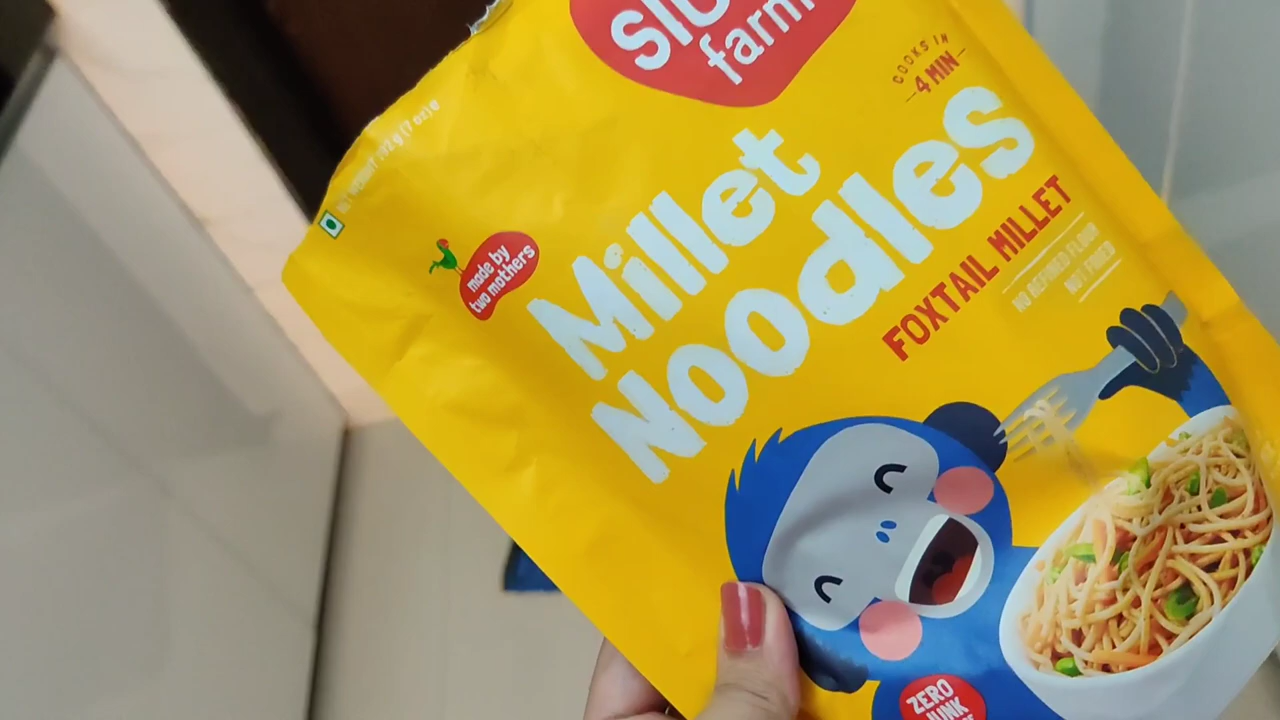 farm
COOKS IN
4 MIN
Millet
Noodles
FOXTAIL MILLET
NO REFINED FLOUR
NOT FRIED
made by
two mothers
ZERO